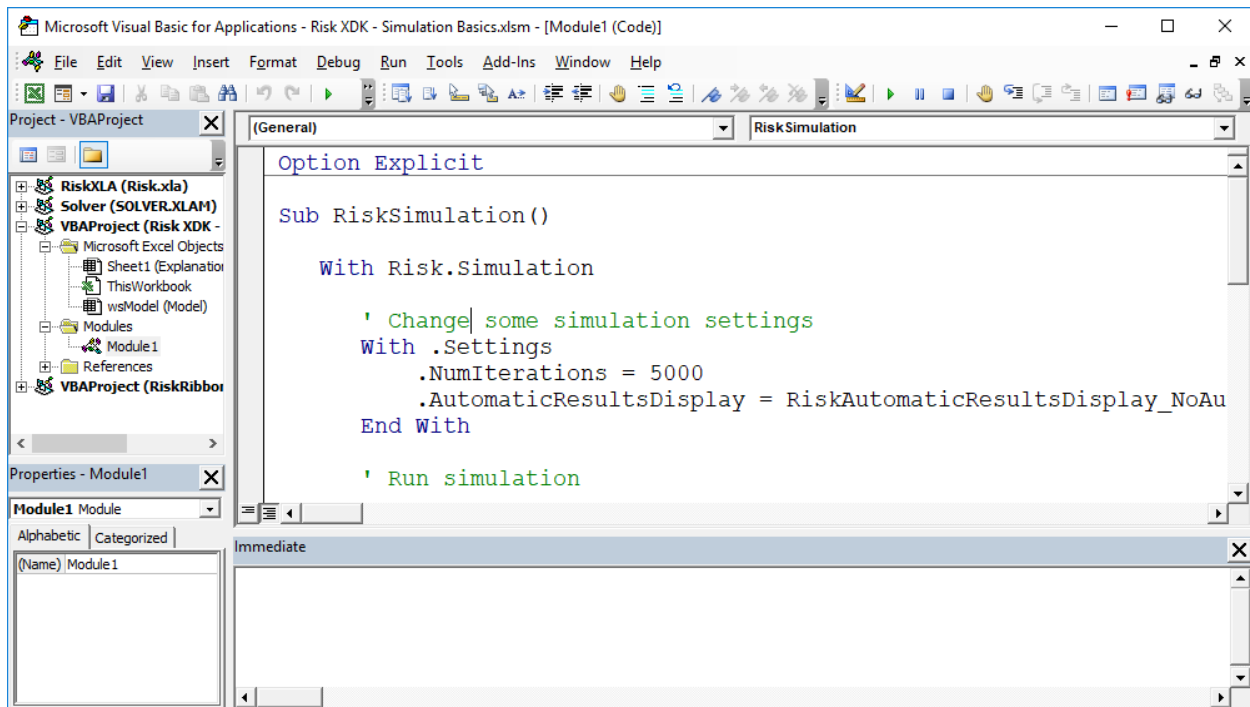 Microsoft Visual Basic for Applications - Risk XDK - Simulation Basics.xlsm - [Module1 (Code)]
File Edit View Insert Format Debug Run Tools Add-Ins Window Help
Project - VBAProject
RiskXLA (Risk.xla)
Solver (SOLVER.XLAM)
VBAProject (Risk XDK -
Microsoft Excel Objects
Sheet1 (Explanation
ThisWorkbook
wsModel (Model)
Modules
Module1
References
VBAProject (RiskRibbon
Properties - Module1
Module1 Module
Alphabetic Categorized
(Name) Module1
(General) RiskSimulation
Option Explicit
Sub RiskSimulation()
With Risk.Simulation
' Change some simulation settings
With .Settings
.NumIterations = 5000
.AutomaticResultsDisplay = RiskAutomaticResultsDisplay_NoAu
End With
' Run simulation
Immediate